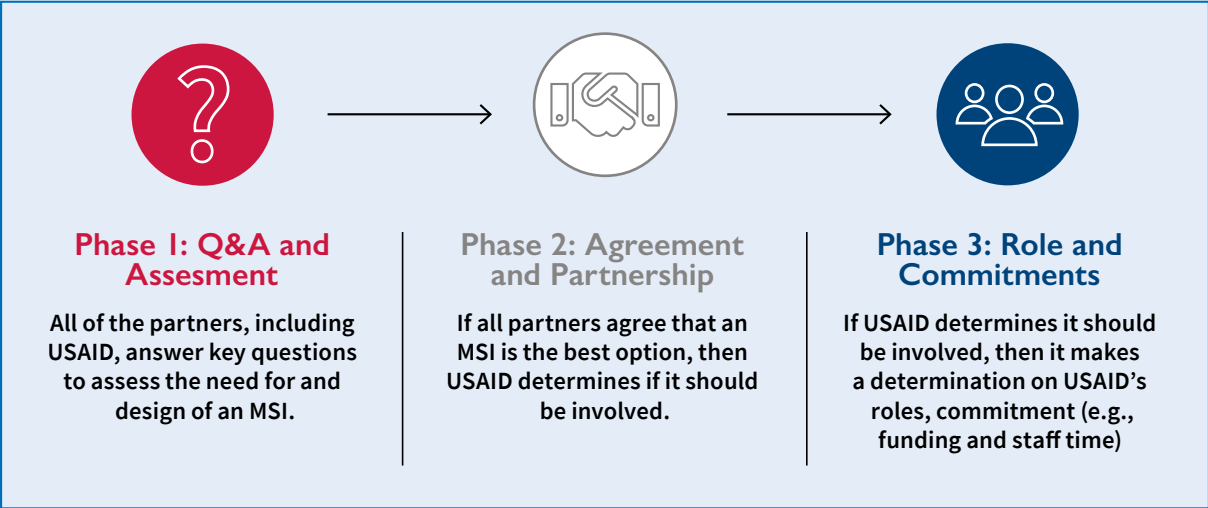 Phase 1: Q&A and
Assesment
All of the partners, including
USAID, answer key questions
to assess the need for and
design of an MSI.
Phase 2: Agreement
and Partnership
If all partners agree that an
MSI is the best option, then
USAID determines if it should
be involved.
Phase 3: Role and
Commitments
If USAID determines it should
be involved, then it makes
a determination on USAID’s
roles, commitment (e.g.,
funding and staff time)